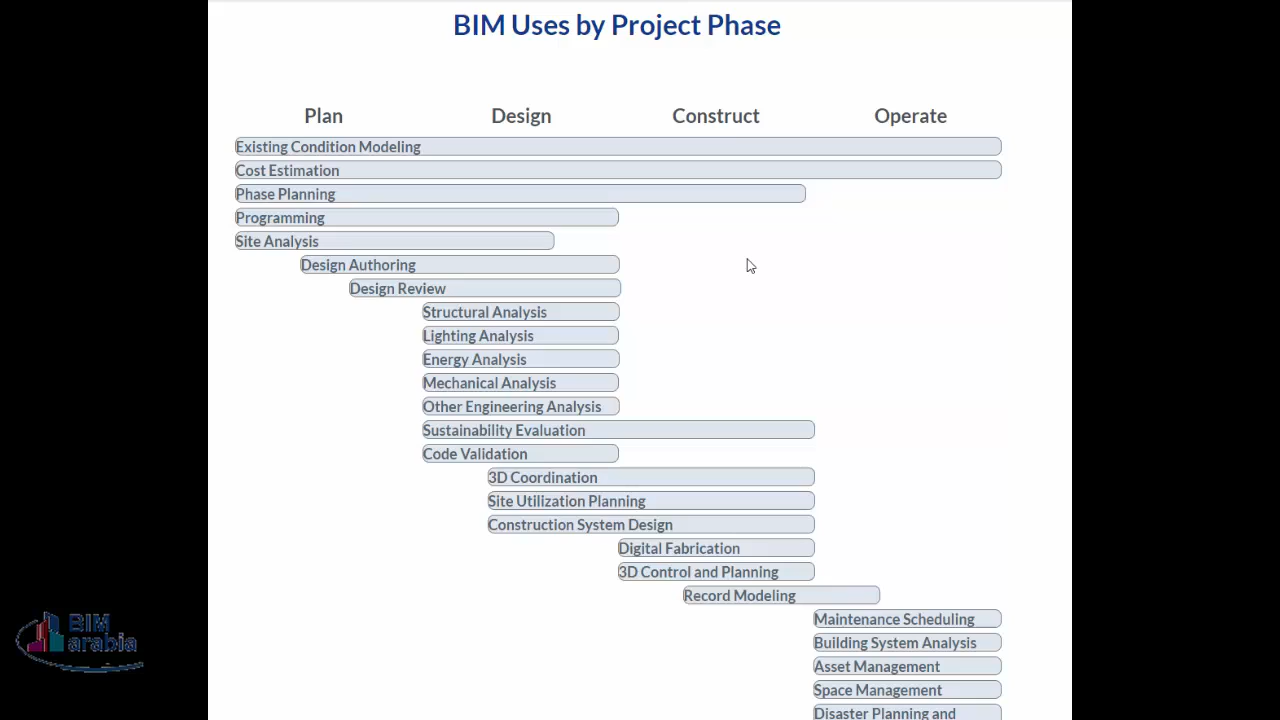 BIM Uses by Project Phase
Plan Design Construct Operate
Existing Condition Modeling
Cost Estimation
Phase Planning
Programming
Site Analysis
Design Authoring
Design Review
Structural Analysis
Lighting Analysis
Energy Analysis
Mechanical Analysis
Other Engineering Analysis
Sustainability Evaluation
Code Validation
3D Coordination
Site Utilization Planning
Construction System Design
Digital Fabrication
3D Control and Planning
Record Modeling
Maintenance Scheduling
Building System Analysis
Asset Management
Space Management
Disaster Planning and
BIM
arabia